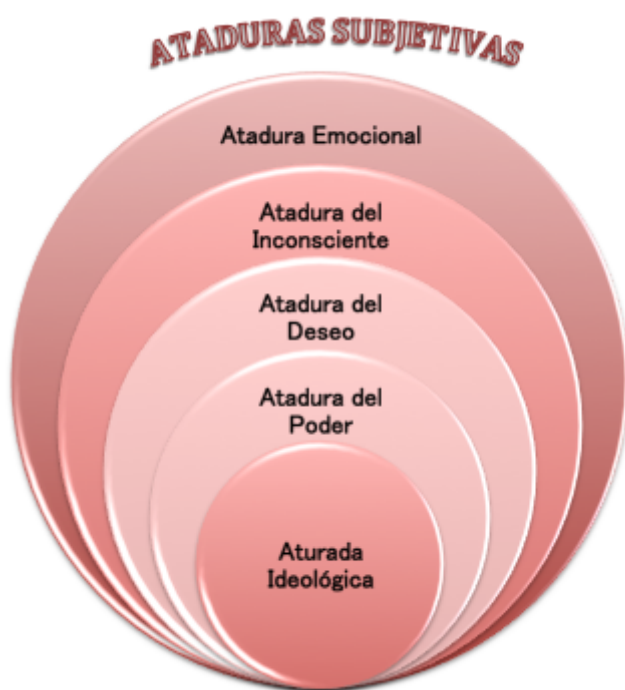 ATADURAS SUBJETIVAS
Atadura Emocional
Atadura del
Inconsciente
Atadura del
Deseo
Atadura del
Poder
Aturada
Ideológica